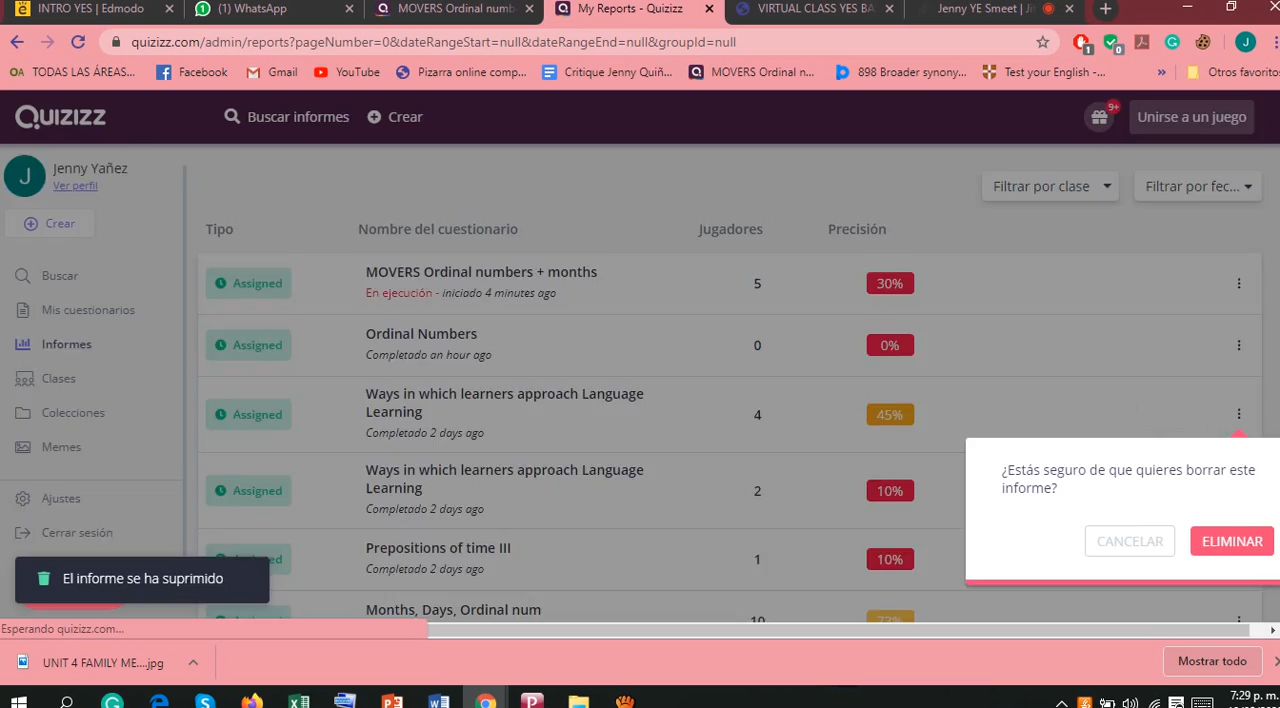 INTRO YES | Edmodo
(1) WhatsApp
MOVERS Ordinal numb
My Reports - Quizizz
VIRTUAL CLASS YES BA
Jenny YE Smeet | Ji
quizizz.com/admin/reports?pageNumber=0&dateRangeStart=null&dateRangeEnd=null&groupId=null
1
0
J
OA TODAS LAS ÁREAS...
Facebook
Gmail
YouTube
Pizarra online comp...
Critique Jenny Quiñ...
MOVERS Ordinal n...
898 Broader synony...
Test your English -...
»
Otros favoritos
QUIZIZZ
Buscar informes
Crear
9+
Unirse a un juego
J
Jenny Yañez
Ver perfil
Filtrar por clase
Filtrar por fec...
Crear
Tipo
Nombre del cuestionario
Jugadores
Precisión
Buscar
Mis cuestionarios
Informes
Clases
Colecciones
Memes
Ajustes
Cerrar sesión
Assigned
MOVERS Ordinal numbers + months
En ejecución - iniciado 4 minutes ago
5
30%
Assigned
Ordinal Numbers
Completado an hour ago
0
0%
Assigned
Ways in which learners approach Language
Learning
Completado 2 days ago
4
45%
Assigned
Ways in which learners approach Language
Learning
Completado 2 days ago
2
10%
Prepositions of time III
Completado 2 days ago
1
10%
Months, Days, Ordinal num
10
¿Estás seguro de que quieres borrar este
informe?
CANCELAR
ELIMINAR
El informe se ha suprimido
Esperando quizizz.com...
UNIT 4 FAMILY ME....jpg
Mostrar todo
7:29 p. m.